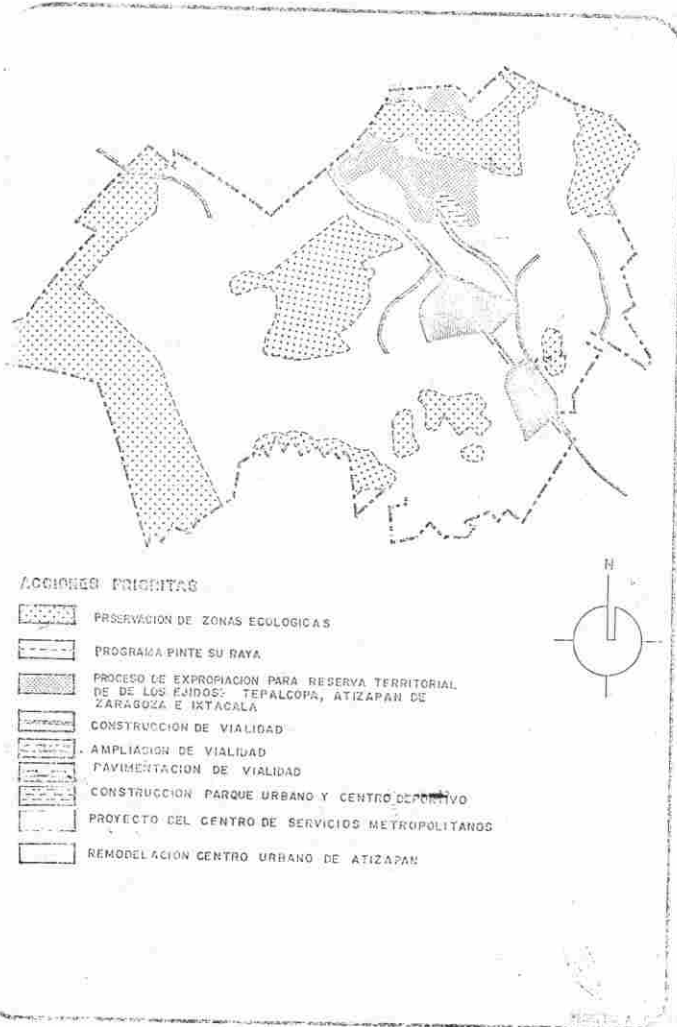 N
ACCIONES PRIORITAS
PRSERVACION DE ZONAS ECOLOGICAS
PROGRAMA PINTE SU RAYA
PROCESO DE EXPROPIACION PARA RESERVA TERRITORIAL
DE DE LOS EJIDOS: TEPALCOPA, ATIZAPAN DE
ZARAGOZA E IXTACALA
CONSTRUCCION DE VIALIDAD
AMPLIACION DE VIALIDAD
PAVIMENTACION DE VIALIDAD
CONSTRUCCION PARQUE URBANO Y CENTRO DEPORTIVO
PROYECTO DEL CENTRO DE SERVICIOS METROPOLITANOS
REMODELACION CENTRO URBANO DE ATIZAPAN